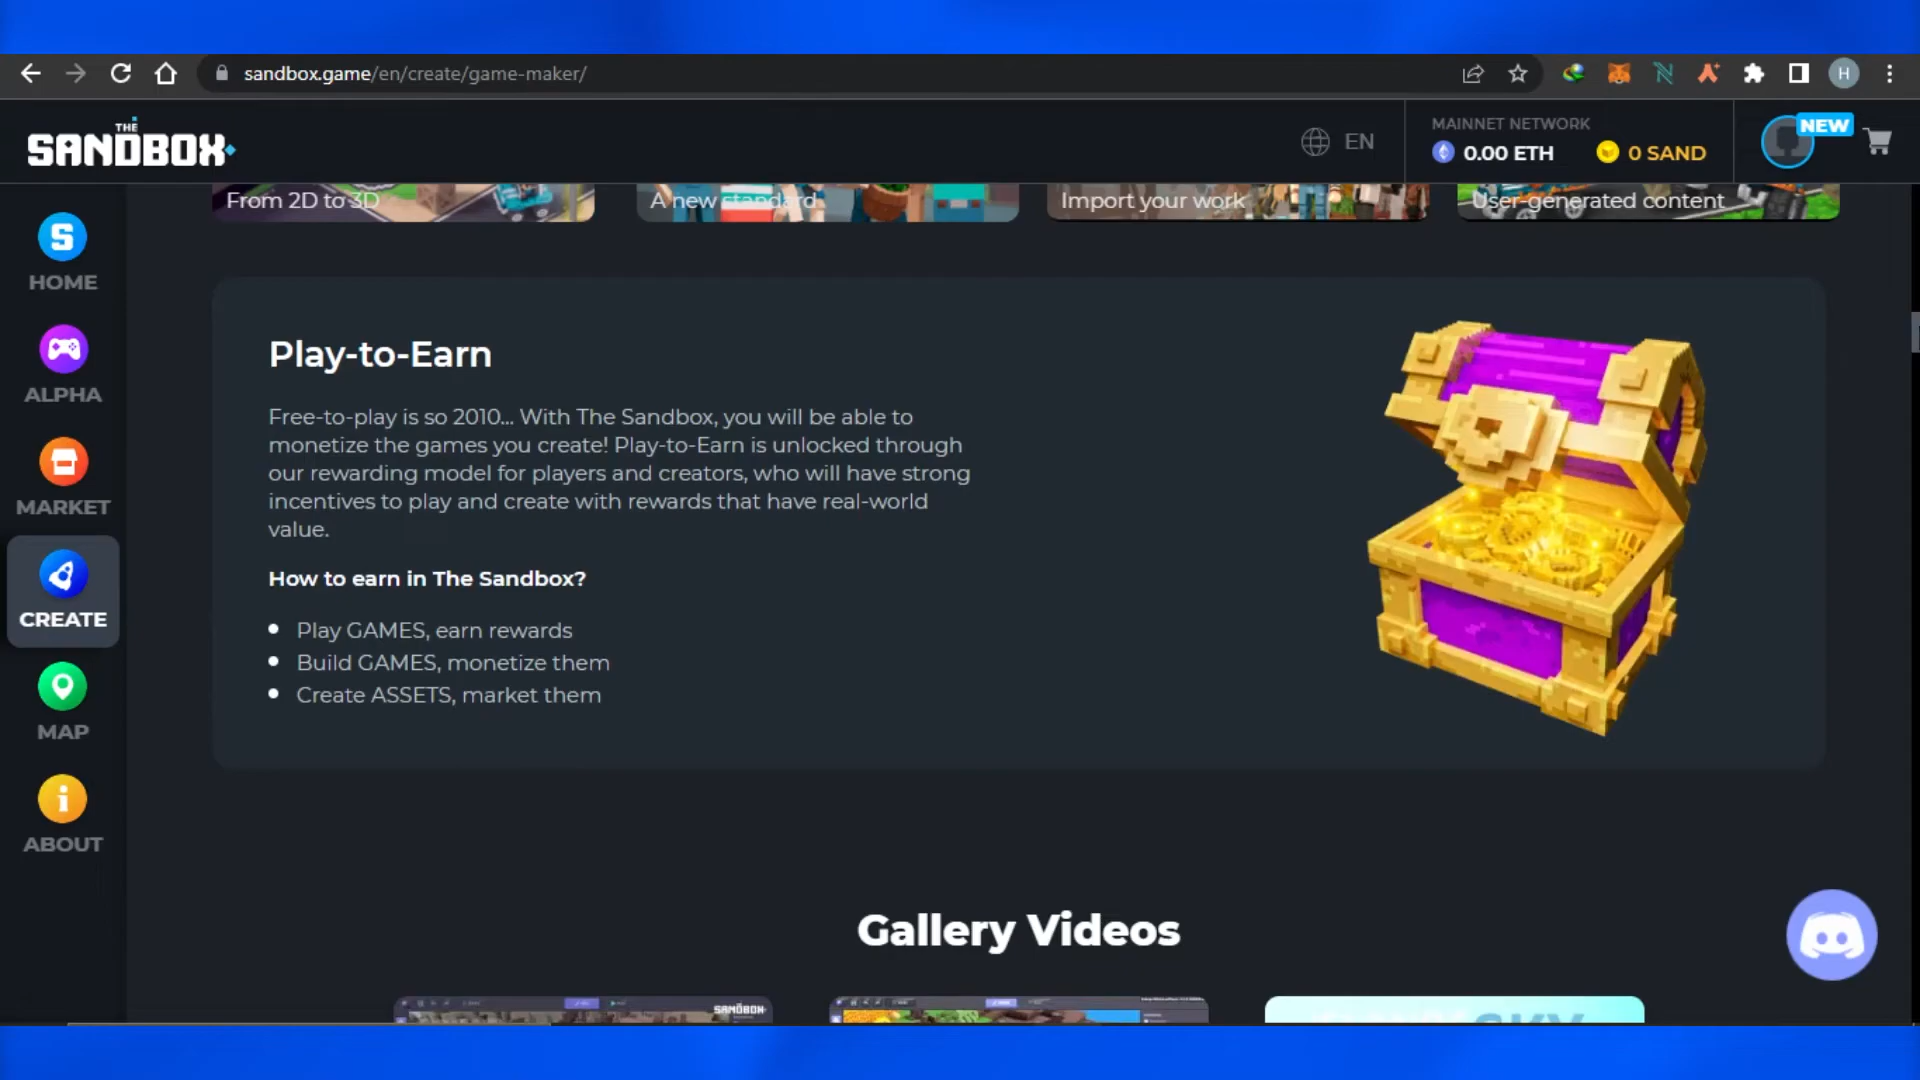 sandbox.game/en/create/game-maker/
H
THE
SANDBOX
EN
MAINNET NETWORK
0.00 ETH
0 SAND
NEW
HOME
ALPHA
MARKET
CREATE
MAP
ABOUT
From 2D to 3D
A new standard
Import your work
User-generated content
Play-to-Earn
Free-to-play is so 2010... With The Sandbox, you will be able to
monetize the games you create! Play-to-Earn is unlocked through
our rewarding model for players and creators, who will have strong
incentives to play and create with rewards that have real-world
value.
How to earn in The Sandbox?
Play GAMES, earn rewards
Build GAMES, monetize them
Create ASSETS, market them
Gallery Videos
SANDBOX